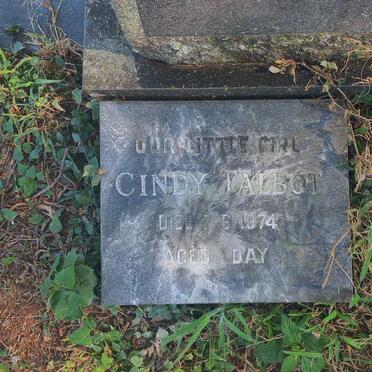 OUR LITTLE GIRL
CINDY TALBOT
DIED 6 1974
AGED DAY